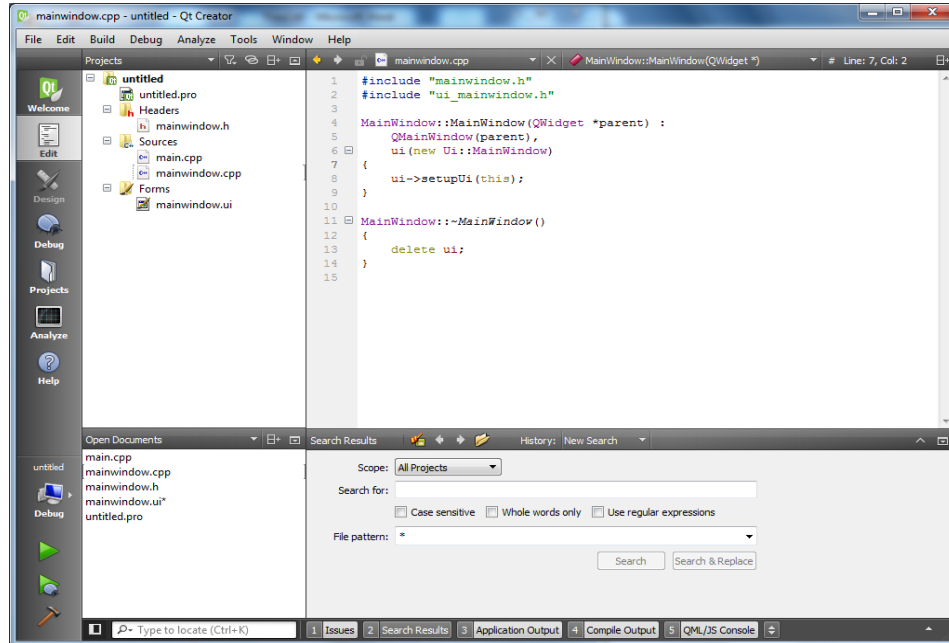 mainwindow.cpp - untitled - Qt Creator
File Edit Build Debug Analyze Tools Window Help
Projects
mainwindow.cpp
MainWindow::MainWindow(QWidget *)
# Line: 7, Col: 2
Welcome
Edit
Design
Debug
Projects
Analyze
Help
untitled
untitled.pro
Headers
mainwindow.h
Sources
main.cpp
mainwindow.cpp
Forms
mainwindow.ui
1 #include "mainwindow.h"
2 #include "ui_mainwindow.h"
3
4 MainWindow::MainWindow(QWidget *parent) :
5 QMainWindow(parent),
6 ui(new Ui::MainWindow)
7 {
8 ui->setupUi(this);
9 }
10
11 MainWindow::~MainWindow()
12 {
13 delete ui;
14 }
15
Open Documents
main.cpp
mainwindow.cpp
mainwindow.h
mainwindow.ui*
untitled.pro
untitled
Debug
Search Results
History: New Search
Scope: All Projects
Search for:
Case sensitive Whole words only Use regular expressions
File pattern: *
Search Search & Replace
Type to locate (Ctrl+K)
1 Issues 2 Search Results 3 Application Output 4 Compile Output 5 QML/JS Console